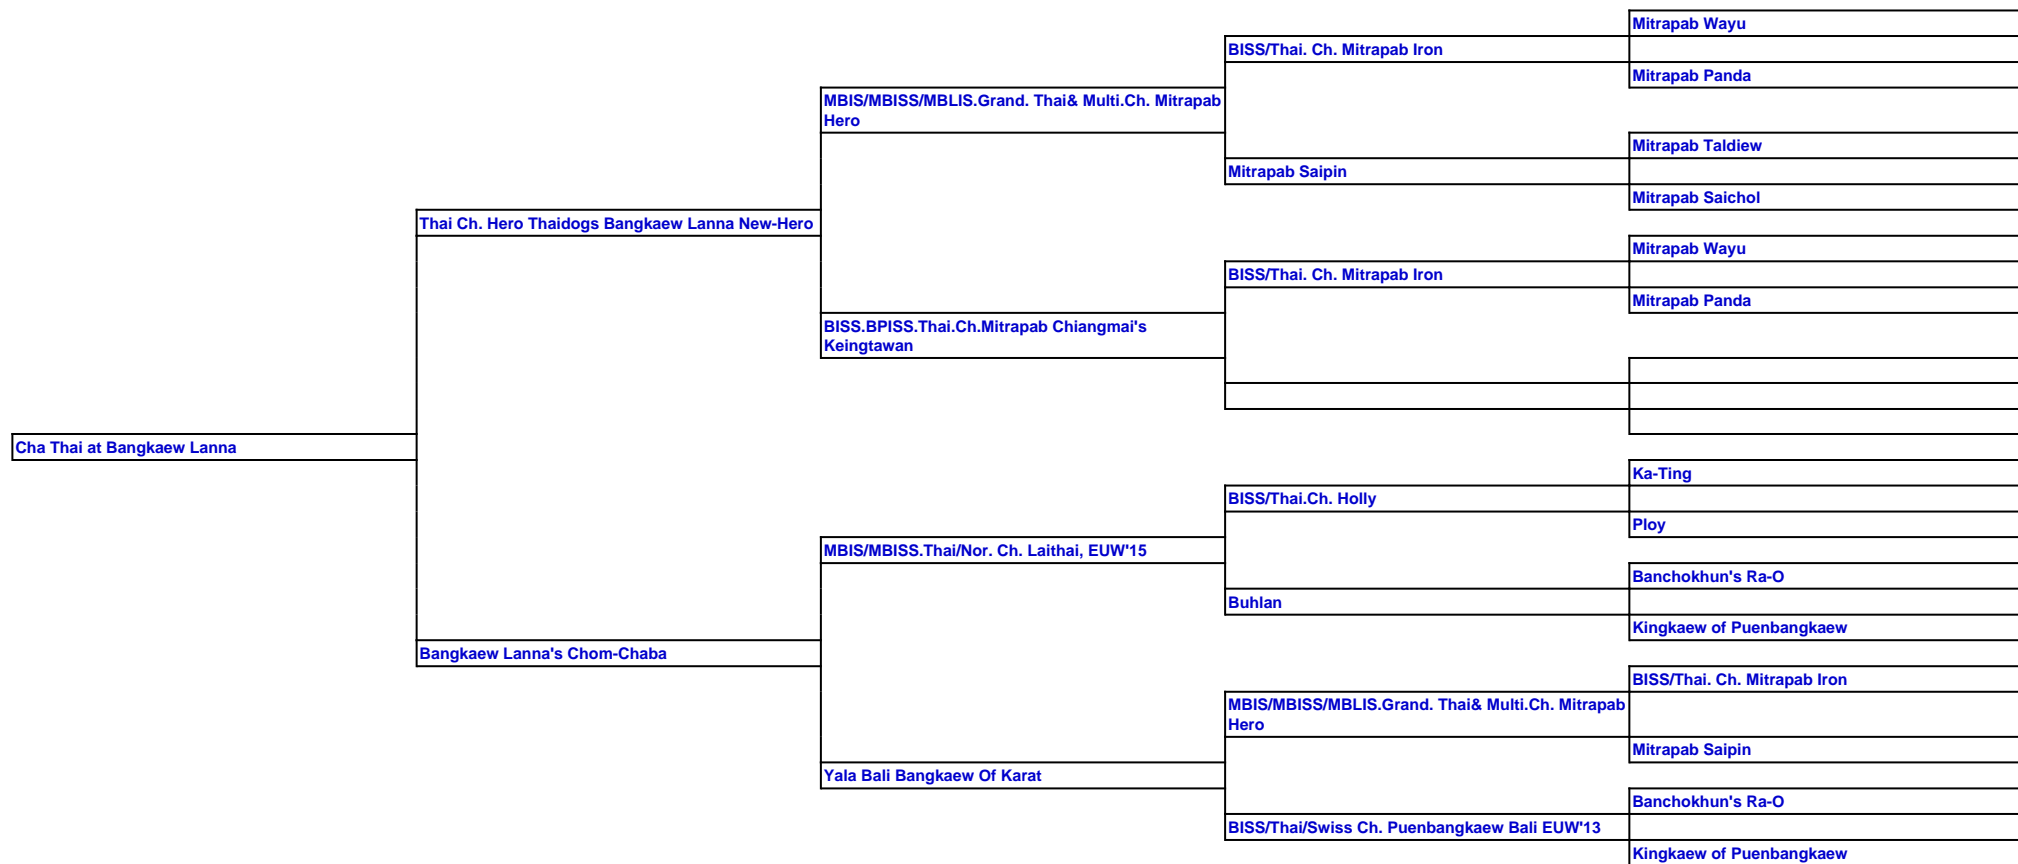 Mitrapab Wayu
BISS/Thai. Ch. Mitrapab Iron
Mitrapab Panda
MBIS/MBISS/MBLIS.Grand. Thai& Multi.Ch. Mitrapab
Hero
Mitrapab Taldiew
Mitrapab Saipin
Mitrapab Saichol
Thai Ch. Hero Thaidogs Bangkaew Lanna New-Hero
Mitrapab Wayu
BISS/Thai. Ch. Mitrapab Iron
Mitrapab Panda
BISS.BPISS.Thai.Ch.Mitrapab Chiangmai's
Keingtawan
Cha Thai at Bangkaew Lanna
Ka-Ting
BISS/Thai.Ch. Holly
Ploy
MBIS/MBISS.Thai/Nor. Ch. Laithai, EUW'15
Banchokhun's Ra-O
Buhlan
Kingkaew of Puenbangkaew
Bangkaew Lanna's Chom-Chaba
BISS/Thai. Ch. Mitrapab Iron
MBIS/MBISS/MBLIS.Grand. Thai& Multi.Ch. Mitrapab
Hero
Mitrapab Saipin
Yala Bali Bangkaew Of Karat
Banchokhun's Ra-O
BISS/Thai/Swiss Ch. Puenbangkaew Bali EUW'13
Kingkaew of Puenbangkaew